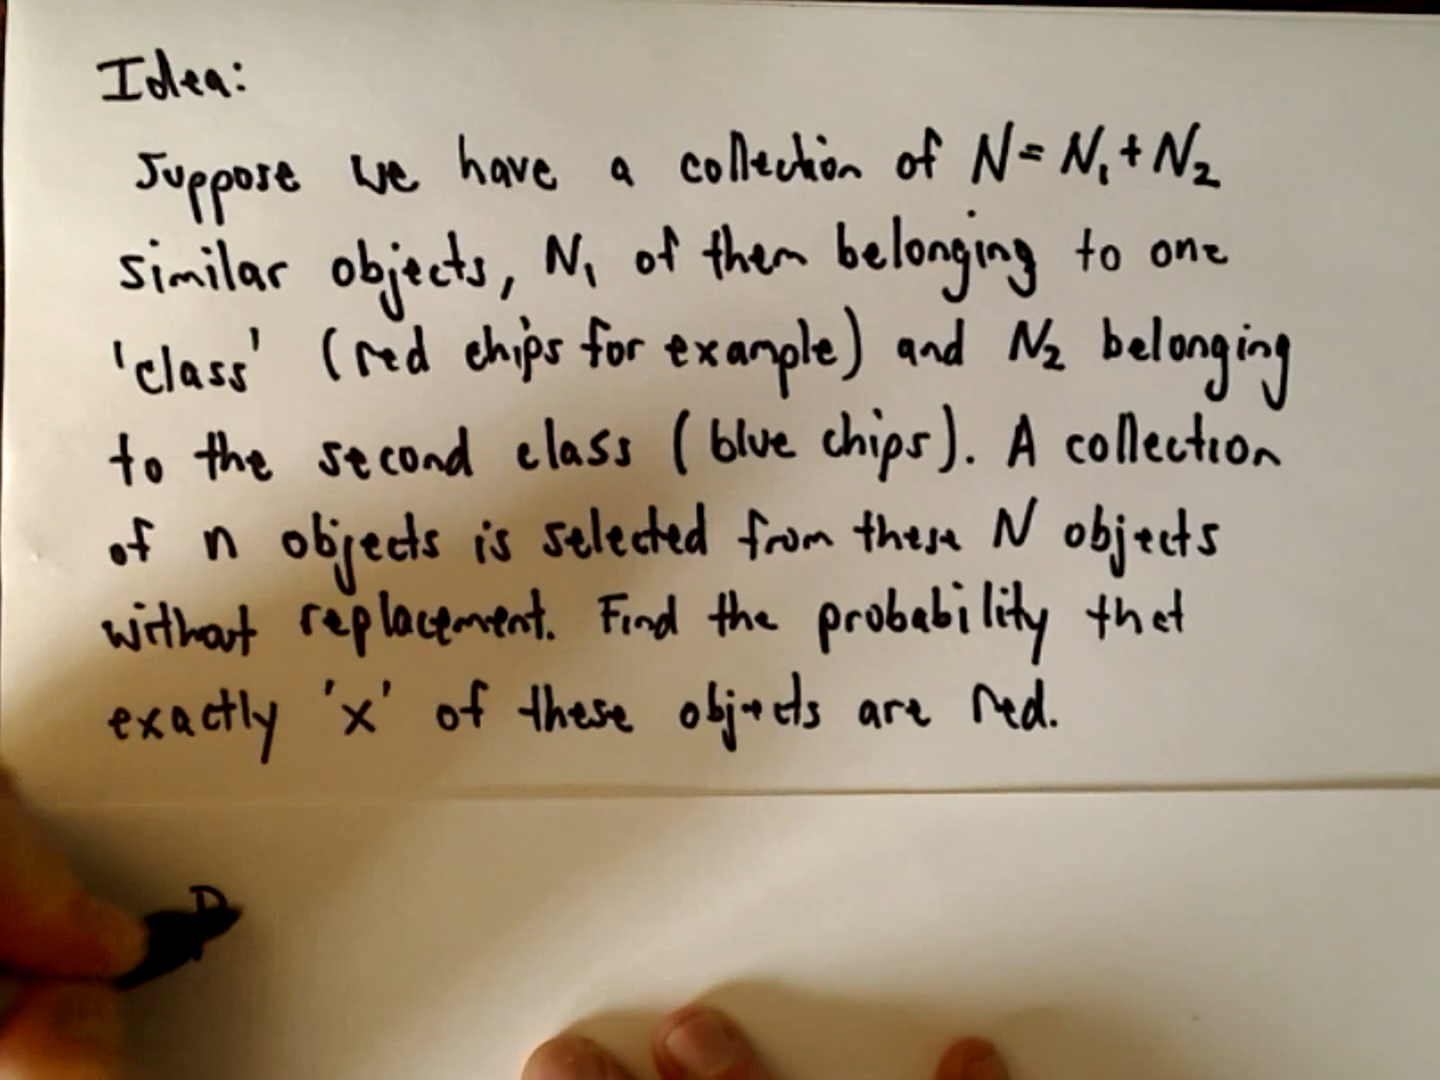 Idea:
Suppose we have a collection of N = N₁ + N₂
similar objects, N₁ of them belonging to one
'class' (red chips for example) and N₂ belonging
to the second class (blue chips). A collection
of n objects is selected from these N objects
without replacement. Find the probability that
exactly 'x' of these objects are red.
P